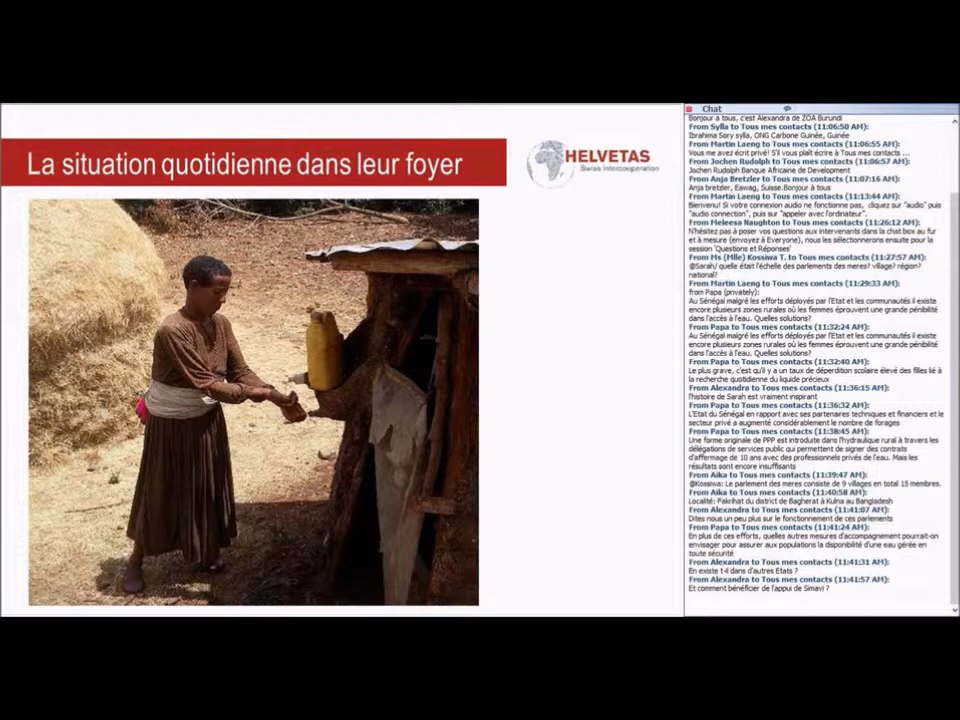 La situation quotidienne dans leur foyer
HELVETAS
Swiss Intercooperation
Chat
Bonjour à tous, c'est Alexandra de ZOA Burundi
From Sylla to Tous mes contacts (11:06:50 AM):
Ibrahima Sory sylla, ONG Carbone Guinée, Guinée
From Martin Laeng to Tous mes contacts (11:06:55 AM):
Vous me avez écrit privé! S'il vous plaît écrire à Tous mes contacts ...
From Jochen Rudolph to Tous mes contacts (11:06:57 AM):
Jochen Rudolph Banque Africaine de Development
From Anja Bretzler to Tous mes contacts (11:07:16 AM):
Anja bretzler, Eawag, Suisse.Bonjour à tous
From Martin Laeng to Tous mes contacts (11:13:44 AM):
Bienvenu! Si votre connexion audio ne fonctionne pas, cliquez sur "audio" puis
"audio connection", puis sur "appeler avec l'ordinateur".
From Meleesa Naughton to Tous mes contacts (11:26:12 AM):
N'hésitez pas à poser vos questions aux intervenants dans la chat box au fur
et à mesure (envoyez à Everyone), nous les sélectionnerons ensuite pour la
session 'Questions et Réponses'
From Ms (Mlle) Kossiwa T. to Tous mes contacts (11:27:57 AM):
@Sarah/ quelle était l'échelle des parlements des meres? village? région?
national?
From Martin Laeng to Tous mes contacts (11:29:33 AM):
from Papa (privately):
Au Sénégal malgré les efforts déployés par l'Etat et les communautés il existe
encore plusieurs zones rurales où les femmes éprouvent une grande pénibilité
dans l'accès à l'eau. Quelles solutions?
From Papa to Tous mes contacts (11:32:24 AM):
Au Sénégal malgré les efforts déployés par l'Etat et les communautés il existe
encore plusieurs zones rurales où les femmes éprouvent une grande pénibilité
dans l'accès à l'eau. Quelles solutions?
From Papa to Tous mes contacts (11:32:40 AM):
Le plus grave, c'est qu'il y a un taux de déperdition scolaire élevé des filles lié à
la recherche quotidienne du liquide précieux
From Alexandra to Tous mes contacts (11:36:15 AM):
l'histoire de Sarah est vraiment inspirant
From Papa to Tous mes contacts (11:36:32 AM):
L'Etat du Sénégal en rapport avec ses partenaires techniques et financiers et le
secteur privé a augmenté considérablement le nombre de forages
From Papa to Tous mes contacts (11:38:45 AM):
Une forme originale de PPP est introduite dans l'hydraulique rural à travers les
délégations de services public qui permettent de signer des contrats
d'affermage de 10 ans avec des professionnels privés de l'eau. Mais les
résultats sont encore insuffisants
From Aika to Tous mes contacts (11:39:47 AM):
@Kossiwa: Le parlement des meres consiste de 9 villages en total 15 membres.
From Aika to Tous mes contacts (11:40:58 AM):
Localité: Pakrihat du district de Bagherat à Kulna au Bangladesh
From Alexandra to Tous mes contacts (11:41:07 AM):
Dites nous un peu plus sur le fonctionnement de ces parlements
From Papa to Tous mes contacts (11:41:24 AM):
En plus de ces efforts, quelles autres mesures d'accompagnement pourrait-on
envisager pour assurer aux populations la disponibilité d'une eau gérée en
toute sécurité
From Alexandra to Tous mes contacts (11:41:31 AM):
En existe t-il dans d'autres Etats ?
From Alexandra to Tous mes contacts (11:41:57 AM):
Et comment bénéficier de l'appui de Simavi ?